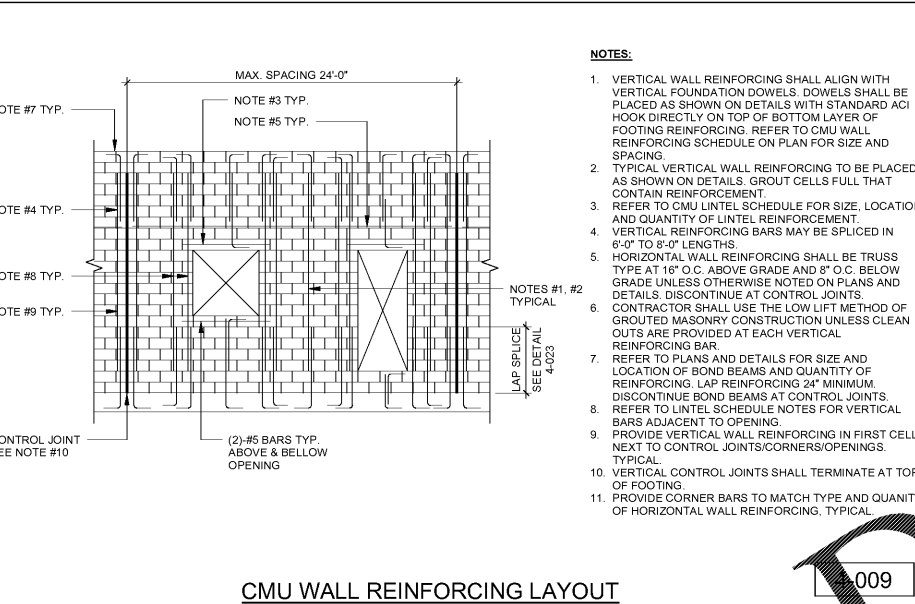 MAX. SPACING 24'-0"
NOTE #3 TYP.
OTE #7 TYP.
NOTE #5 TYP.
OTE #4 TYP.
OTE #8 TYP.
NOTES #1, #2
TYPICAL
OTE #9 TYP.
LAP SPLICE
SEE DETAIL
4-023
ONTROL JOINT
EE NOTE #10
(2)-#5 BARS TYP.
ABOVE & BELLOW
OPENING
NOTES:
1. VERTICAL WALL REINFORCING SHALL ALIGN WITH
VERTICAL FOUNDATION DOWELS. DOWELS SHALL BE
PLACED AS SHOWN ON DETAILS WITH STANDARD ACI
HOOK DIRECTLY ON TOP OF BOTTOM LAYER OF
FOOTING REINFORCING. REFER TO CMU WALL
REINFORCING SCHEDULE ON PLAN FOR SIZE AND
SPACING.
2. TYPICAL VERTICAL WALL REINFORCING TO BE PLACED
AS SHOWN ON DETAILS. GROUT CELLS FULL THAT
CONTAIN REINFORCEMENT.
3. REFER TO CMU LINTEL SCHEDULE FOR SIZE, LOCATIO
AND QUANTITY OF LINTEL REINFORCEMENT.
4. VERTICAL REINFORCING BARS MAY BE SPLICED IN
6'-0" TO 8'-0" LENGTHS.
5. HORIZONTAL WALL REINFORCING SHALL BE TRUSS
TYPE AT 16" O.C. ABOVE GRADE AND 8" O.C. BELOW
GRADE UNLESS OTHERWISE NOTED ON PLANS AND
DETAILS. DISCONTINUE AT CONTROL JOINTS.
6. CONTRACTOR SHALL USE THE LOW LIFT METHOD OF
GROUTED MASONRY CONSTRUCTION UNLESS CLEAN
OUTS ARE PROVIDED AT EACH VERTICAL
REINFORCING BAR.
7. REFER TO PLANS AND DETAILS FOR SIZE AND
LOCATION OF BOND BEAMS AND QUANTITY OF
REINFORCING. LAP REINFORCING 24" MINIMUM.
DISCONTINUE BOND BEAMS AT CONTROL JOINTS.
8. REFER TO LINTEL SCHEDULE NOTES FOR VERTICAL
BARS ADJACENT TO OPENING.
9. PROVIDE VERTICAL WALL REINFORCING IN FIRST CELL
NEXT TO CONTROL JOINTS/CORNERS/OPENINGS.
TYPICAL.
10. VERTICAL CONTROL JOINTS SHALL TERMINATE AT TOP
OF FOOTING.
11. PROVIDE CORNER BARS TO MATCH TYPE AND QUANIT
OF HORIZONTAL WALL REINFORCING, TYPICAL.
CMU WALL REINFORCING LAYOUT
4-009